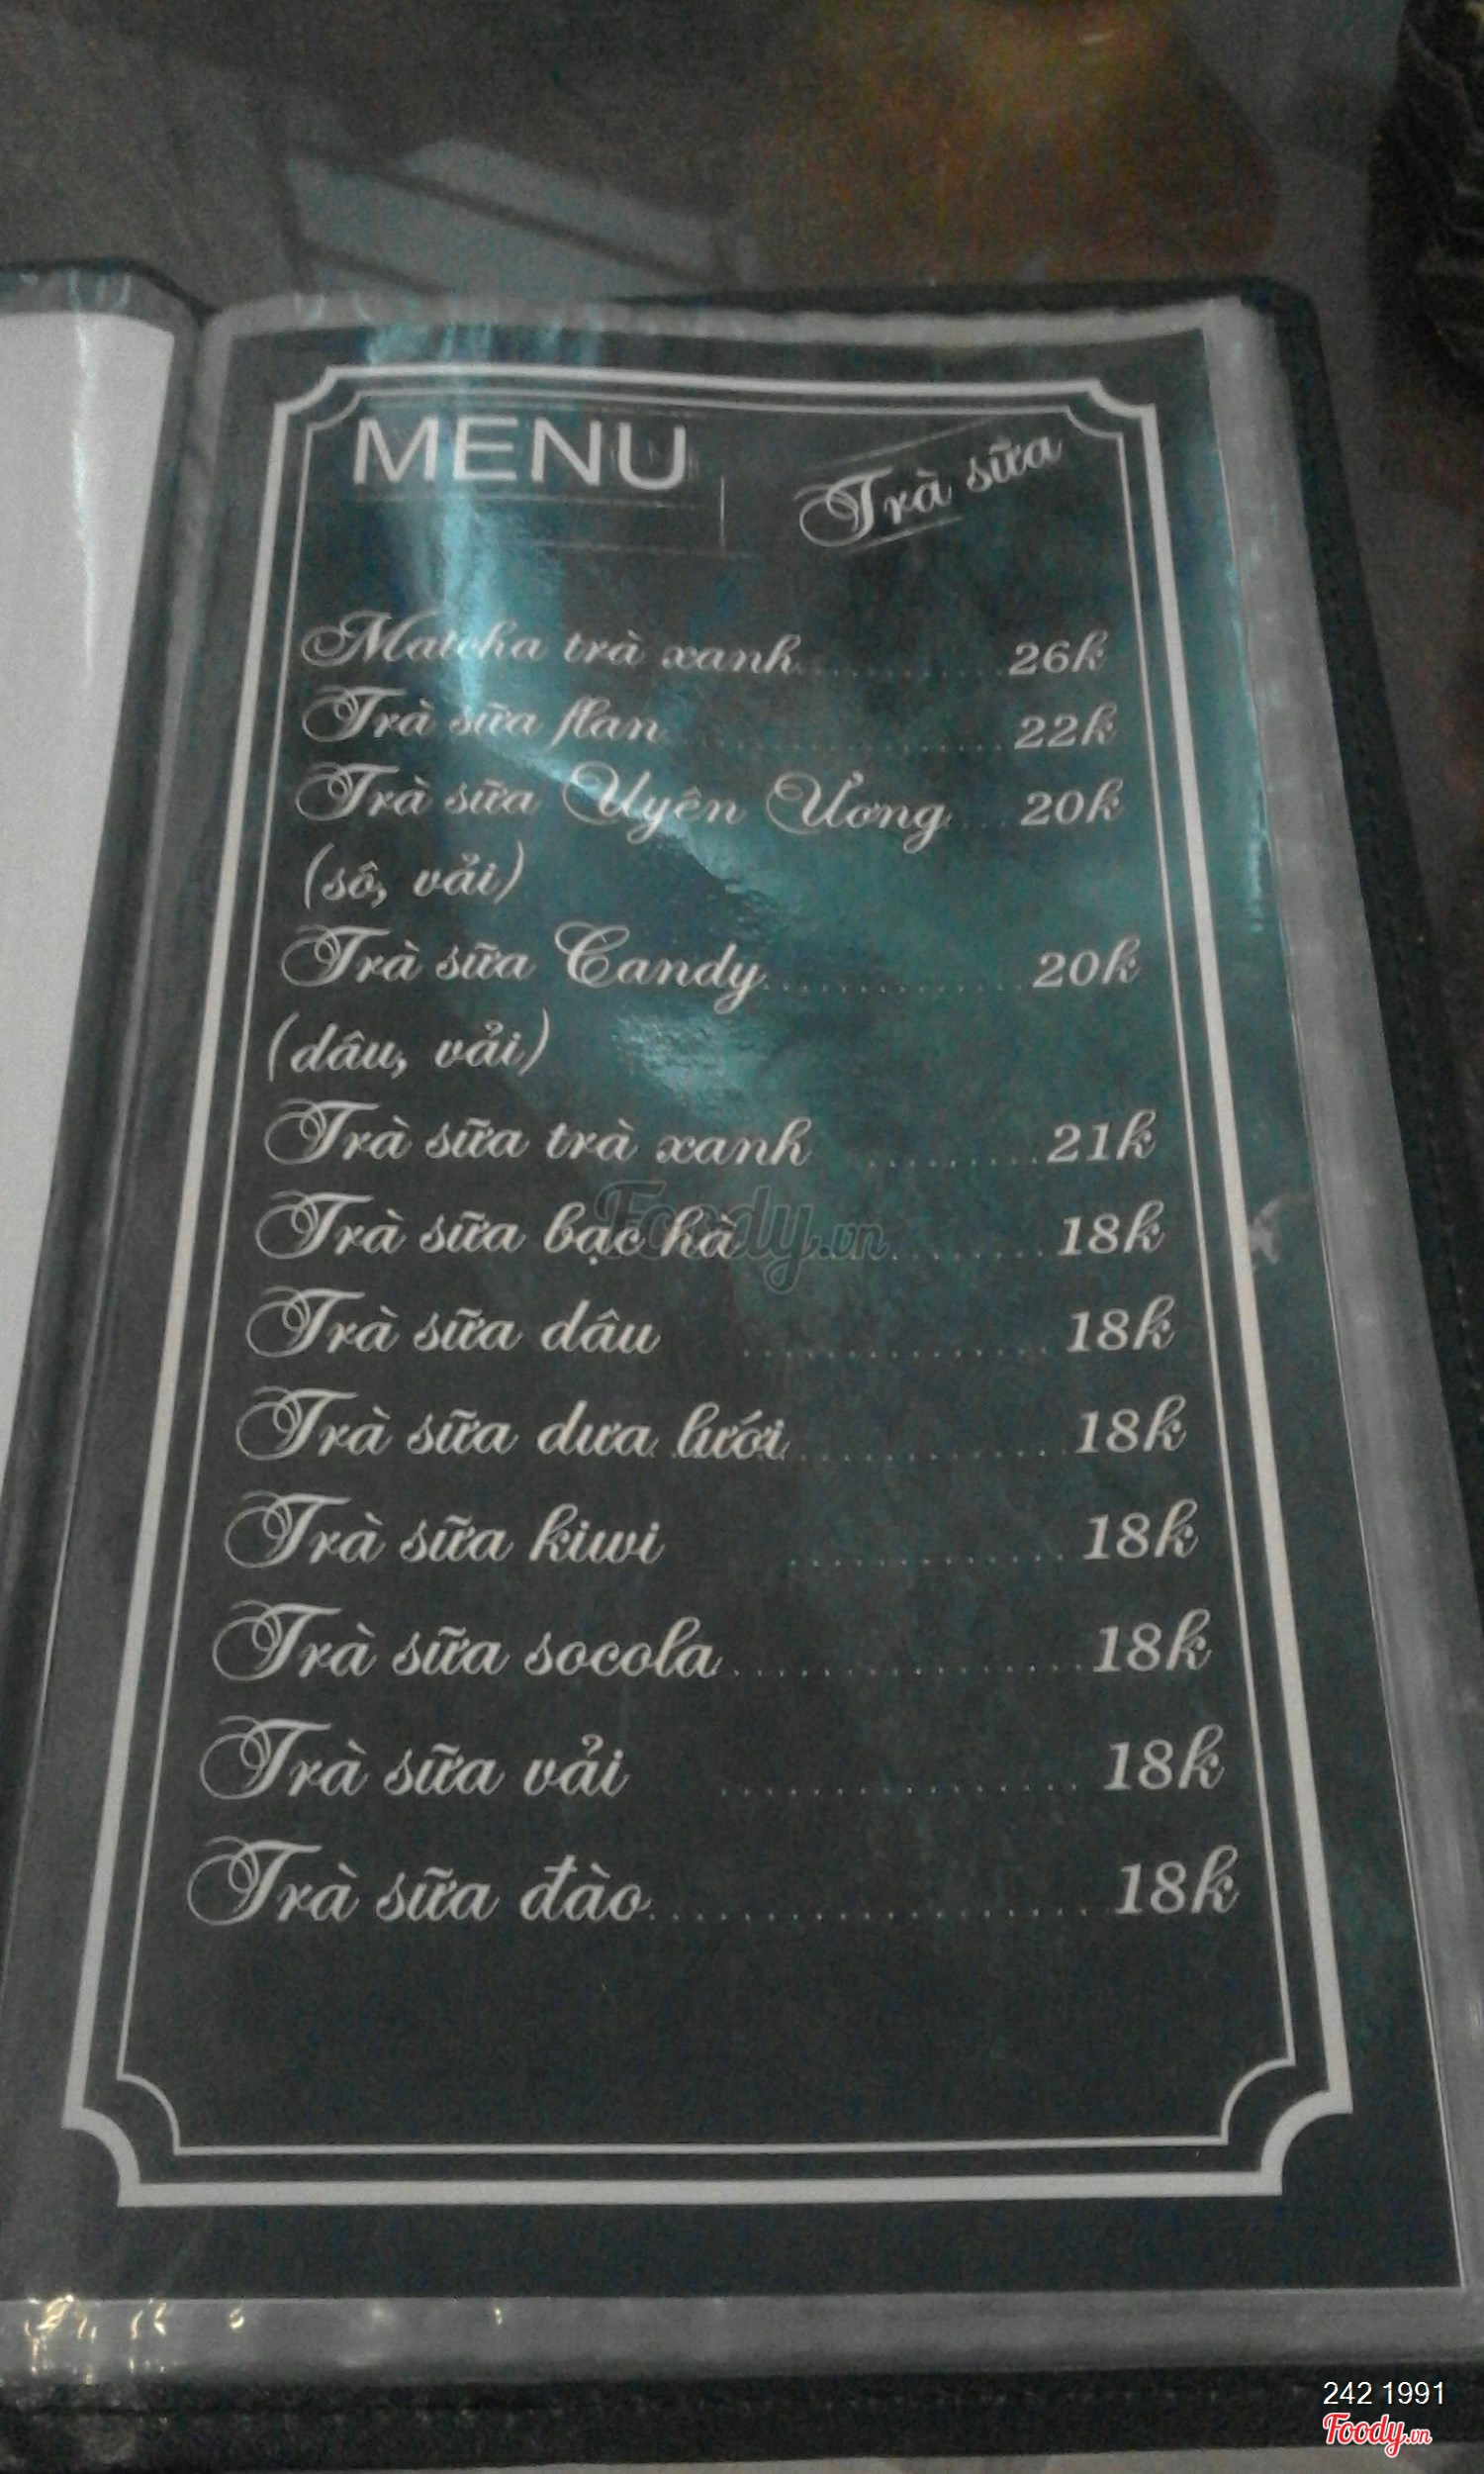 MENU
Trà sữa
Matcha trà xanh.............26k
Trà sữa flan ..................22k
Trà sữa Uyên Ương....20k
(sô, vải)
Trà sữa Candy................20k
(dâu, vải)
Trà sữa trà xanh ..........21k
Trà sữa bạc hà ............18k
Trà sữa dâu ................18k
Trà sữa dưa lưới...............18k
Trà sữa kiwi ...............18k
Trà sữa socola...................18k
Trà sữa vải ...................18k
Trà sữa đào.......................18k
Foody.vn
242 1991
Foody.vn